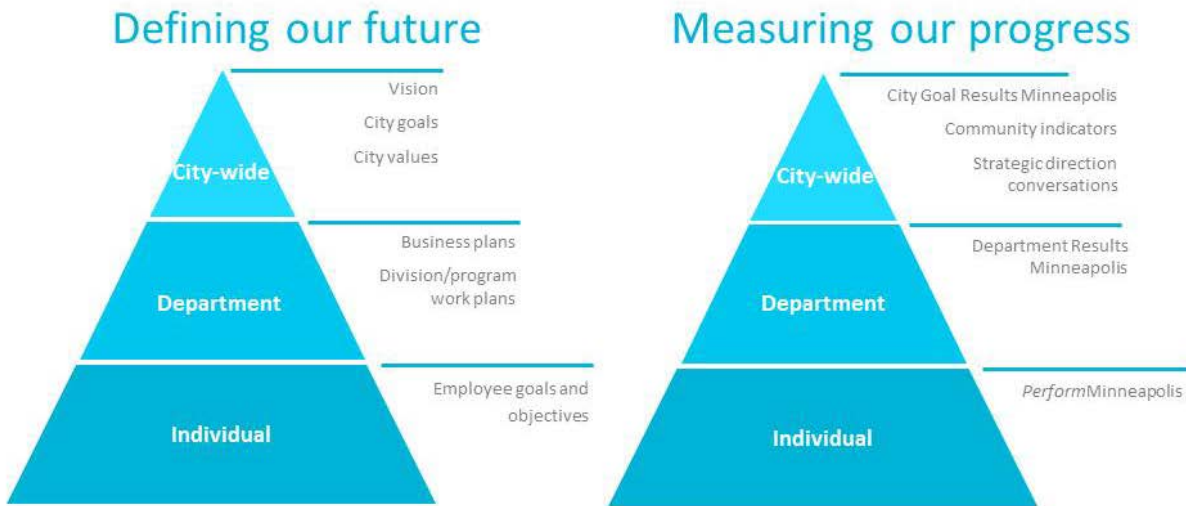 Defining our future
Vision
City goals
City values
City-wide
Business plans
Division/program
work plans
Department
Employee goals and
objectives
Individual
Measuring our progress
City Goal Results Minneapolis
Community indicators
Strategic direction
conversations
City-wide
Department Results
Minneapolis
Department
PerformMinneapolis
Individual